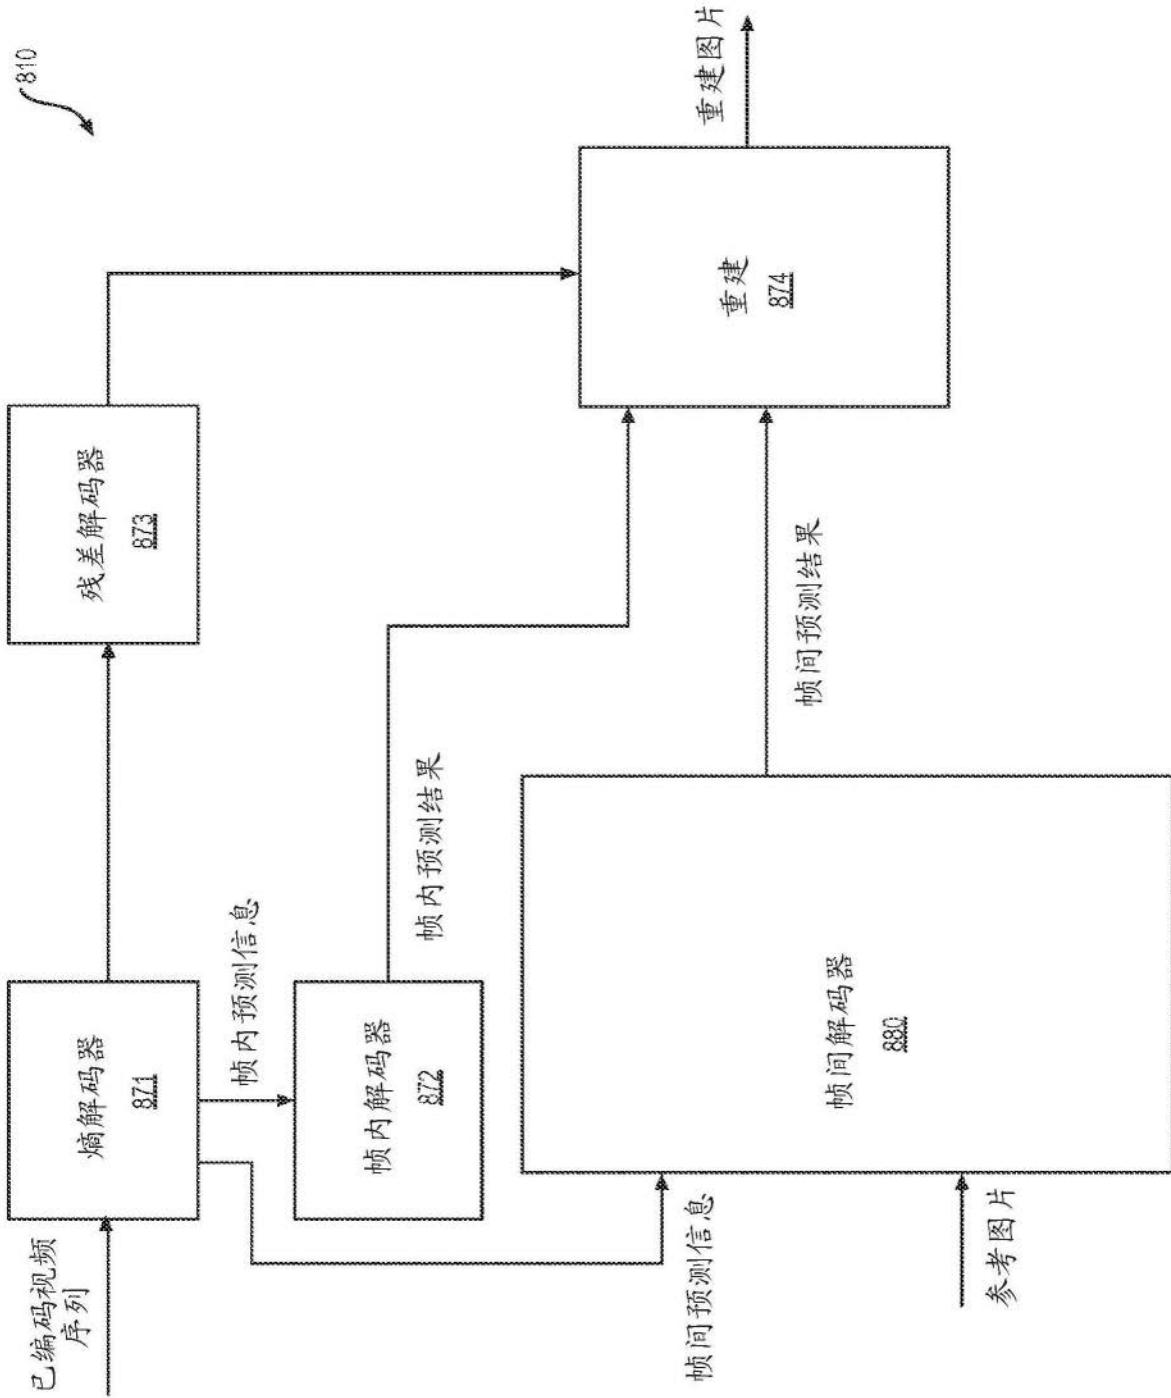 810
已编码视频
序列
熵解码器
871
残差解码器
873
帧内预测信息
帧内解码器
872
帧内预测结果
帧间预测信息
参考图片
帧间解码器
880
帧间预测结果
重建
874
重建图片